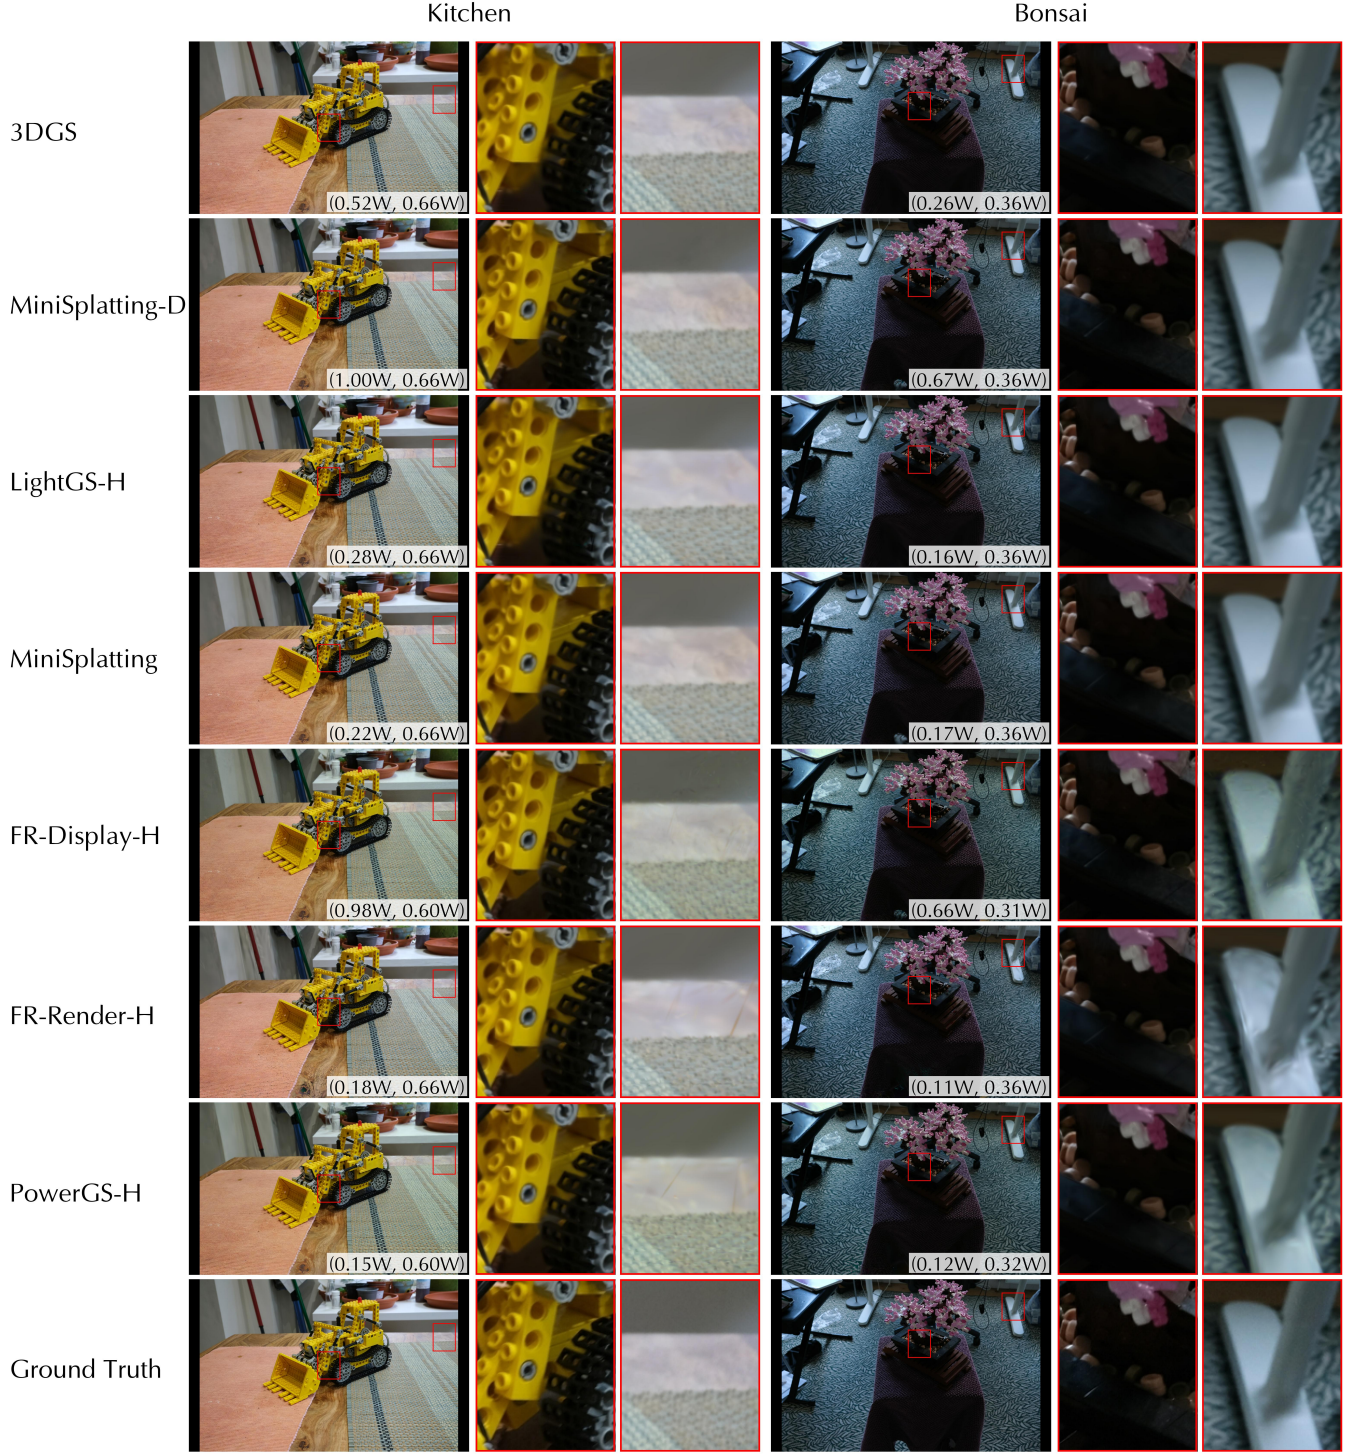 Kitchen Bonsai
3DGS
(0.52W, 0.66W) (0.26W, 0.36W)
MiniSplatting-D
(1.00W, 0.66W) (0.67W, 0.36W)
LightGS-H
(0.28W, 0.66W) (0.16W, 0.36W)
MiniSplatting
(0.22W, 0.66W) (0.17W, 0.36W)
FR-Display-H
(0.98W, 0.60W) (0.66W, 0.31W)
FR-Render-H
(0.18W, 0.66W) (0.11W, 0.36W)
PowerGS-H
(0.15W, 0.60W) (0.12W, 0.32W)
Ground Truth